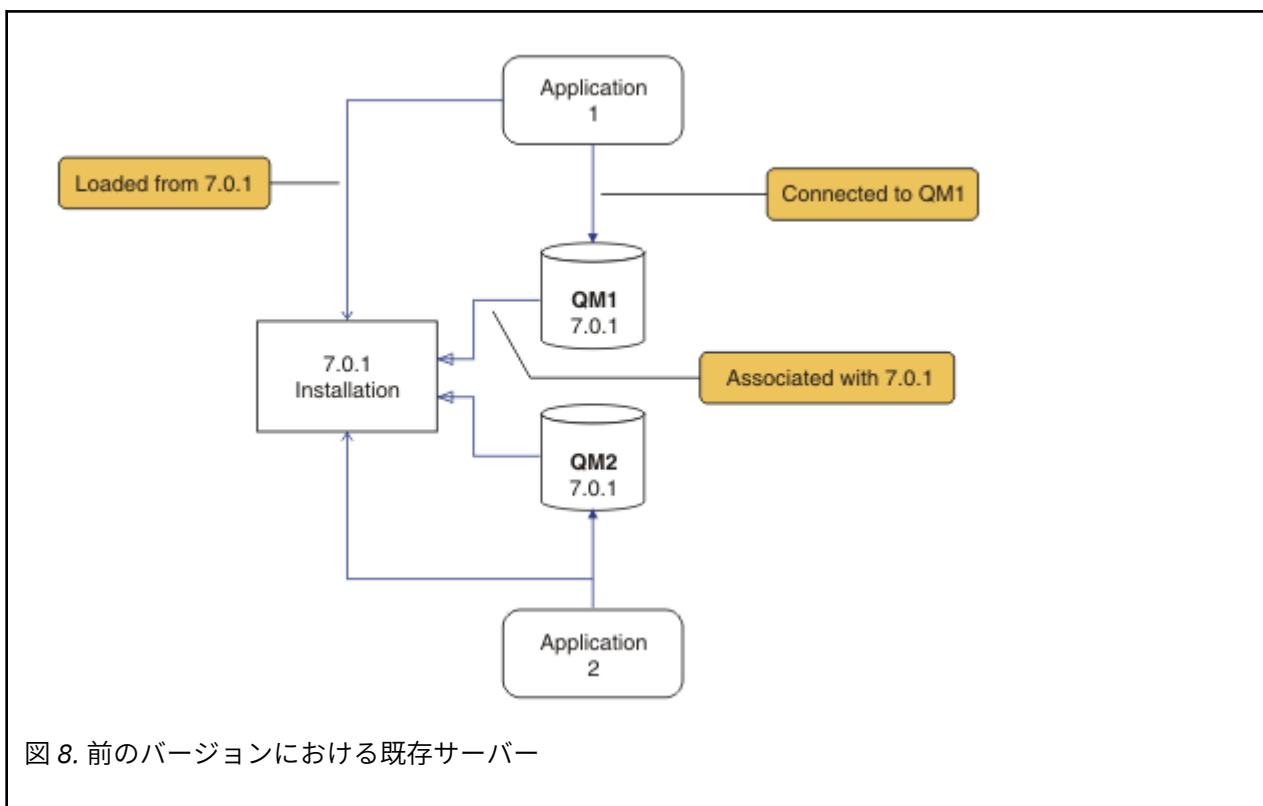 Application
1
Loaded from 7.0.1
Connected to QM1
QM1
7.0.1
7.0.1
Installation
Associated with 7.0.1
QM2
7.0.1
Application
2
図 8. 前のバージョンにおける既存サーバー